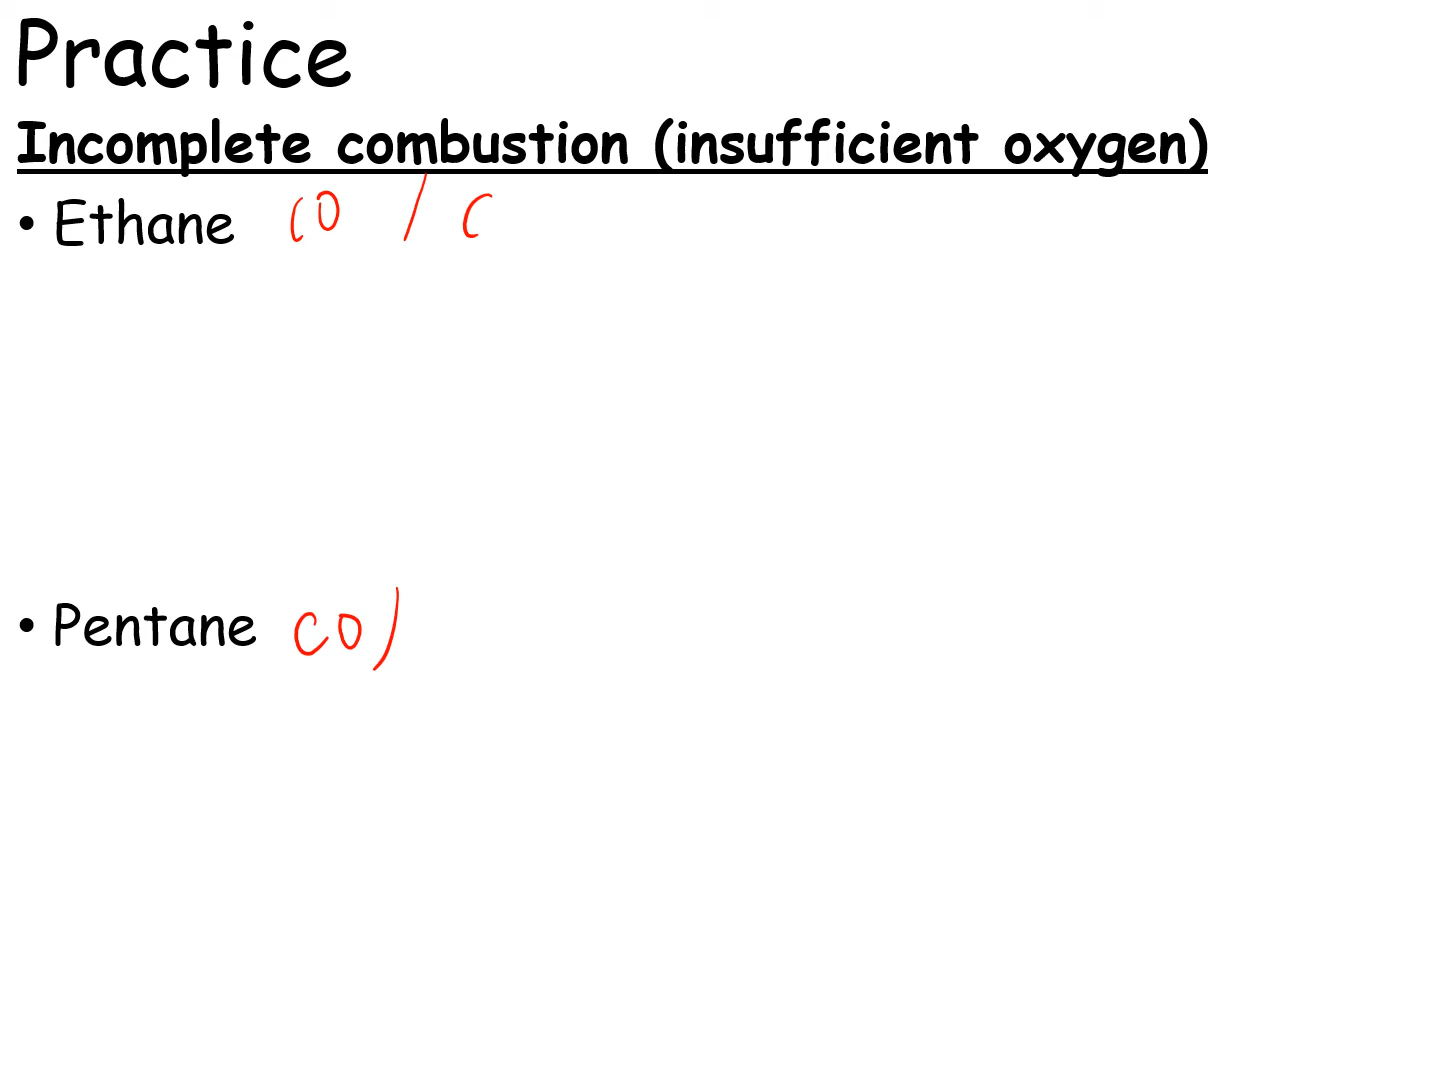 Practice
Incomplete combustion (insufficient oxygen)
• Ethane CO / C
• Pentane CO )